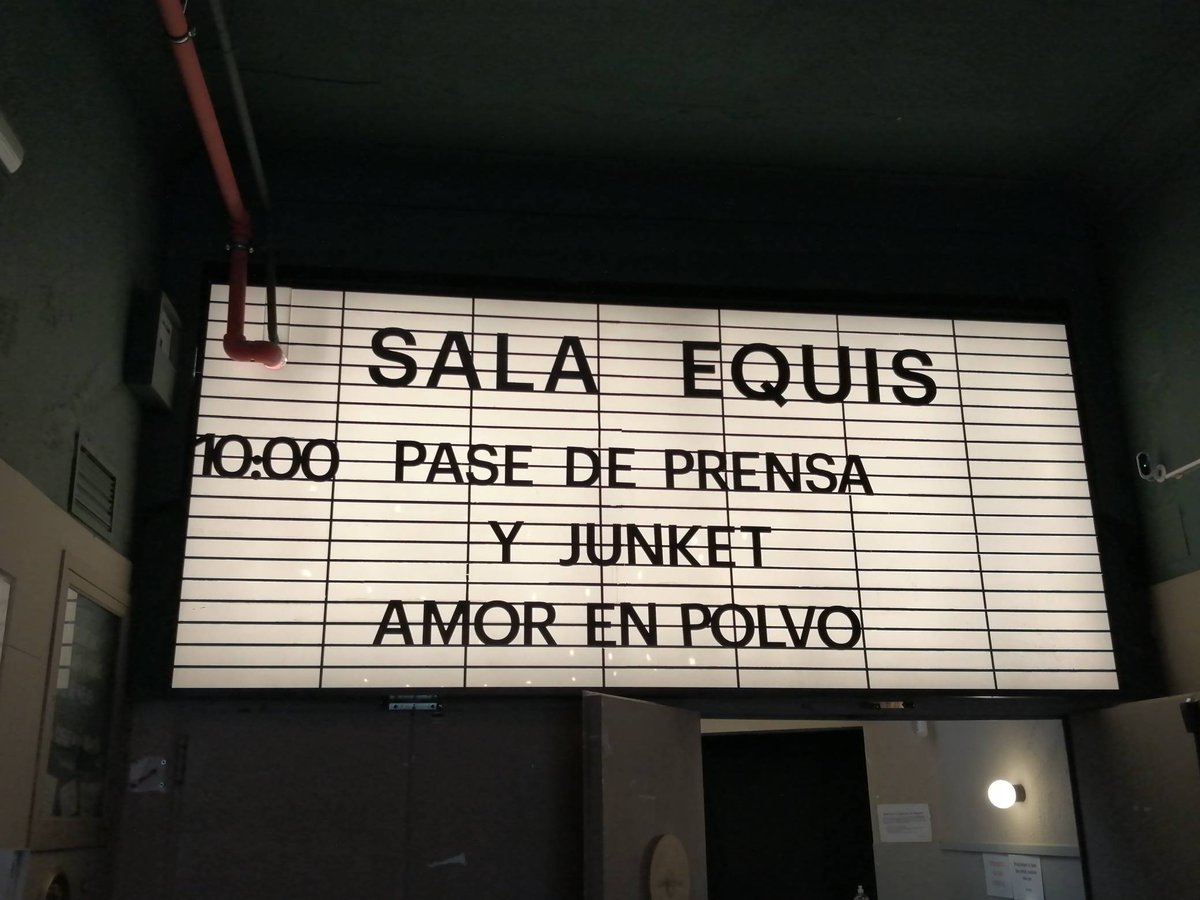 SALA EQUIS
10:00 PASE DE PRENSA
Y JUNKET
AMOR EN POLVO